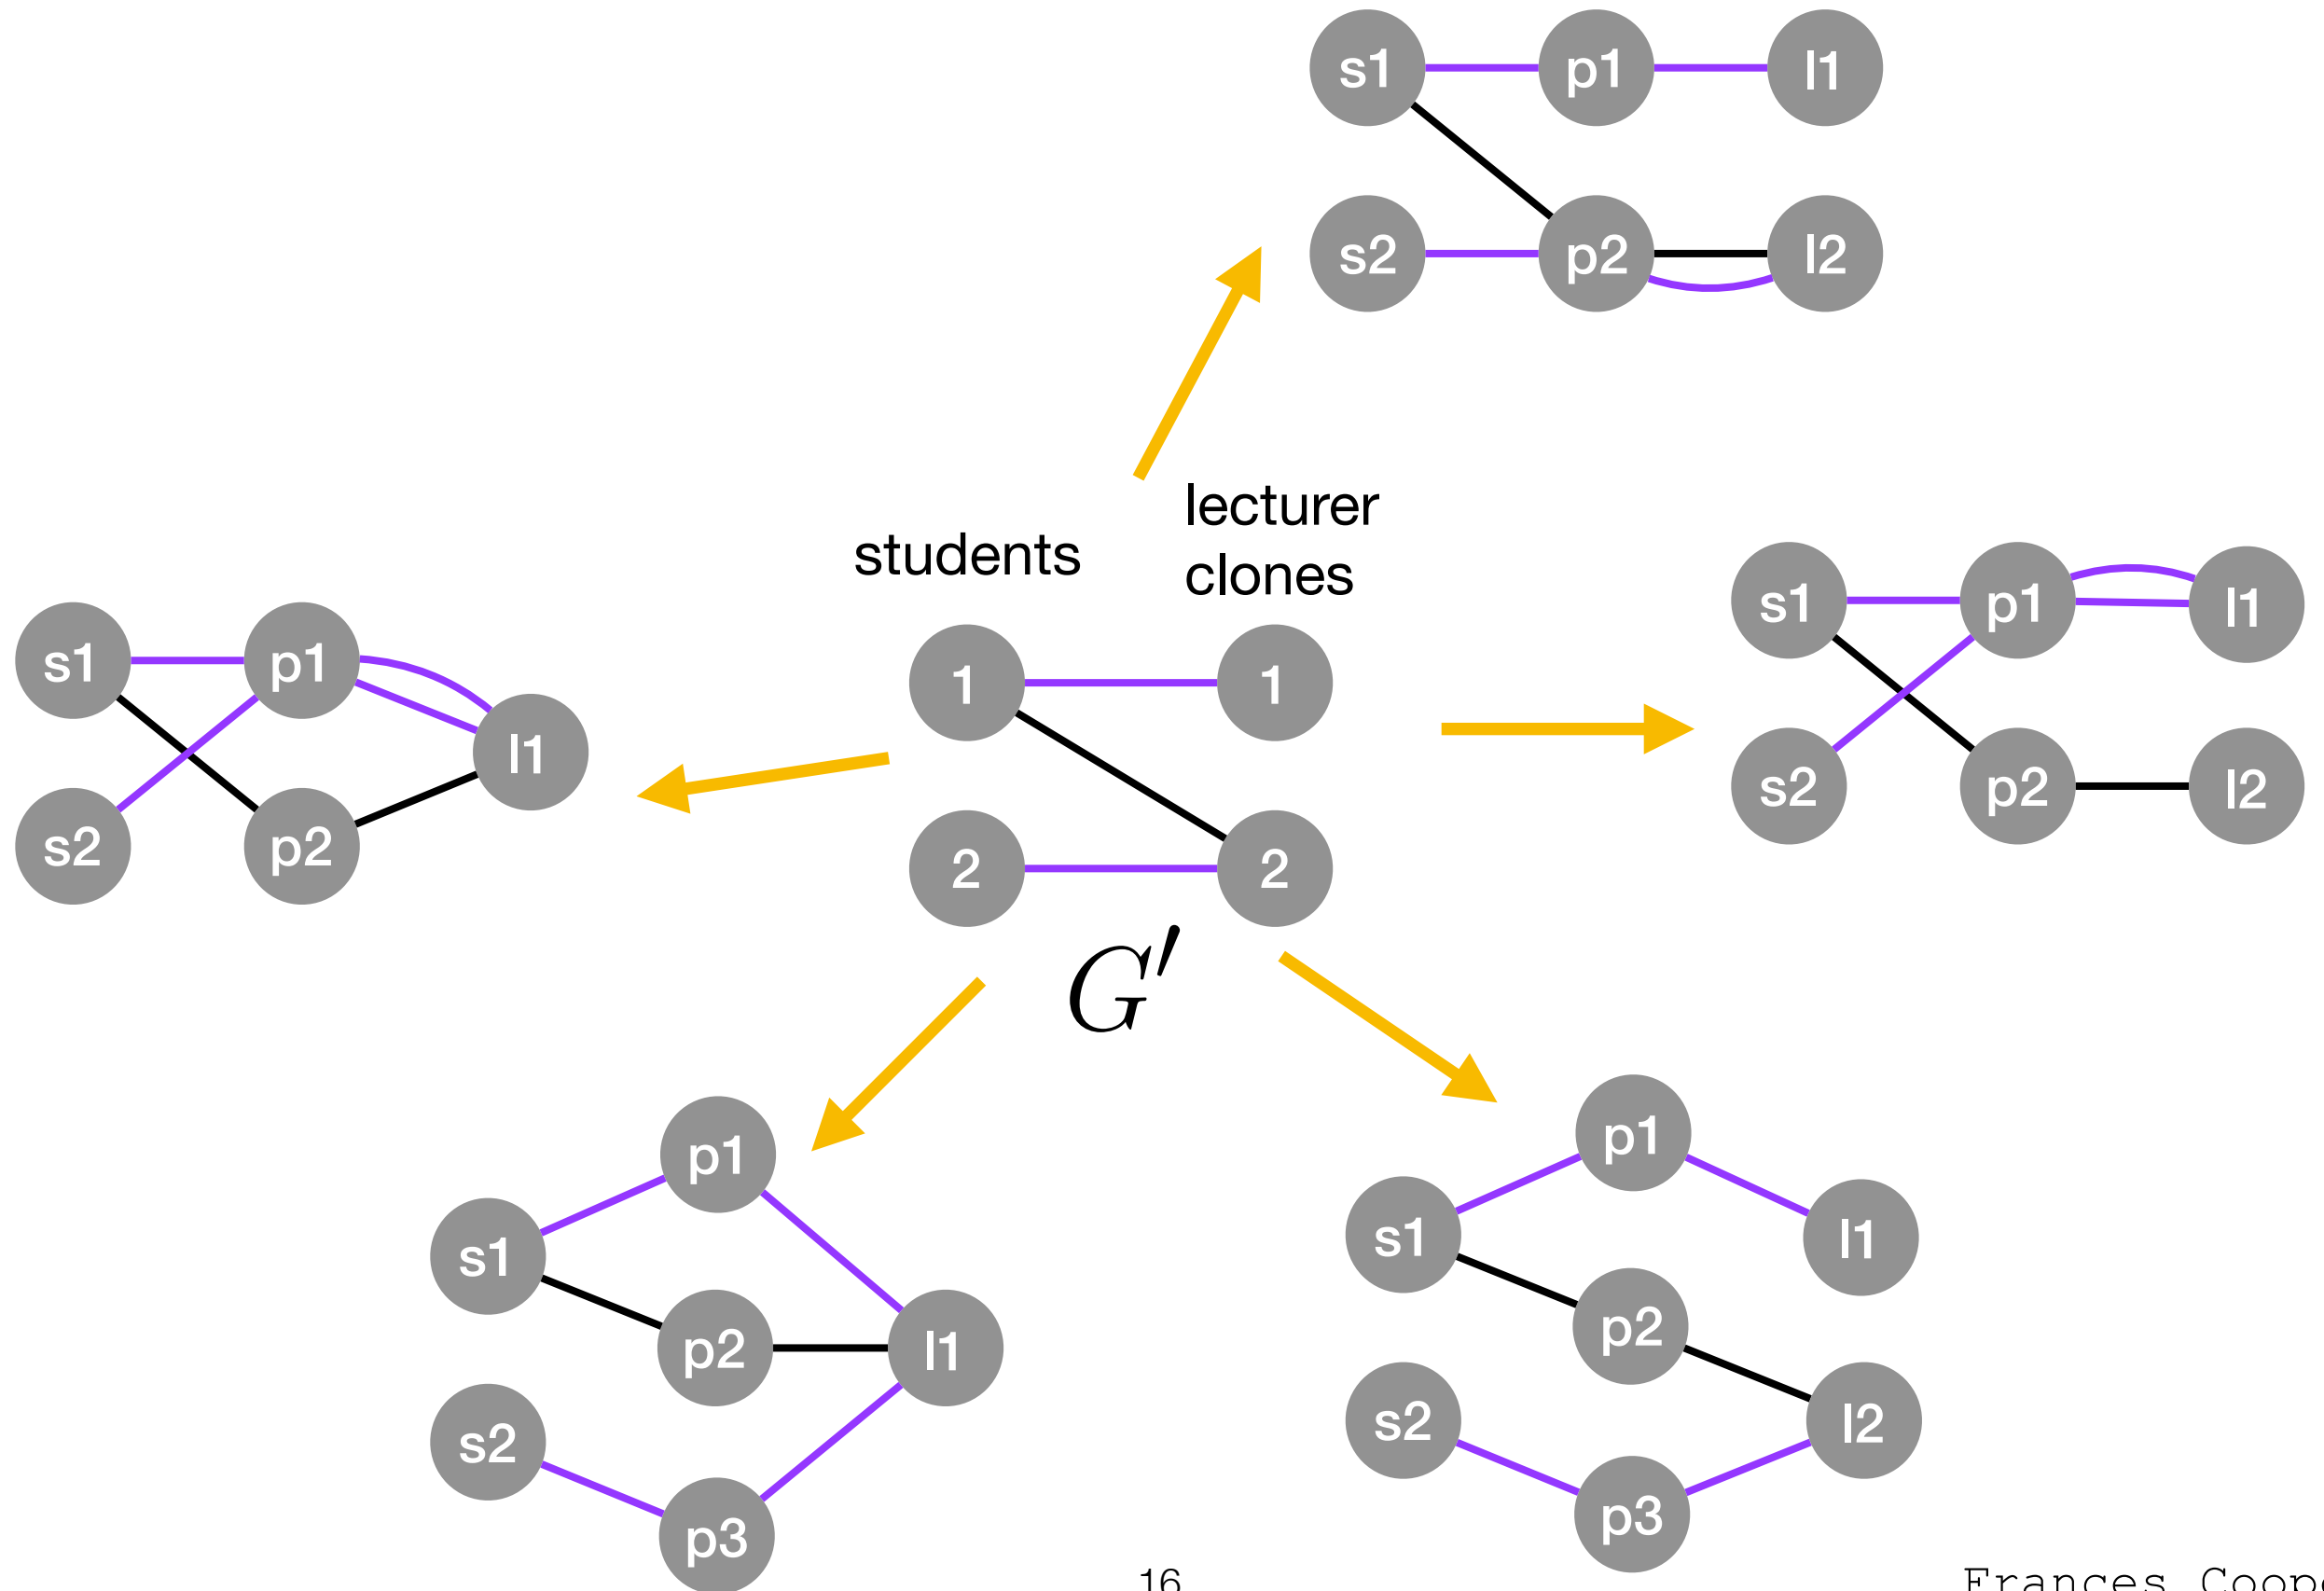 s1 p1 l1
s2 p2 l2
lecturer
students
clones
s1 p1 l1
s2 p2
1 1
2 2
s1 p1 l1
s2 p2 l2
G′
p1
s1
p2 l1
s2
p3
p1
s1 l1
p2
s2 l2
p3
16
Frances